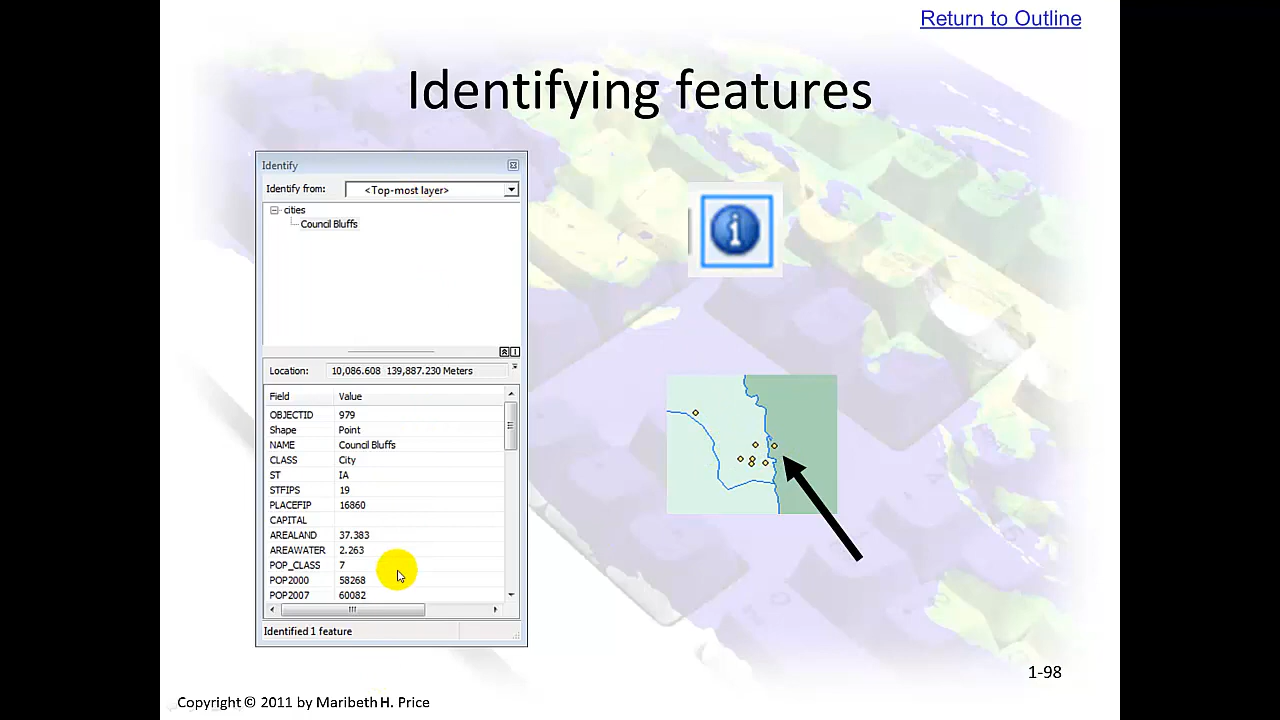 Return to Outline
Identifying features
Identify
Identify from: <Top-most layer>
cities
Council Bluffs
Location: 10,086.608 139,887.230 Meters
Field Value
OBJECTID 979
Shape Point
NAME Council Bluffs
CLASS City
ST IA
STFIPS 19
PLACEFIP 16860
CAPITAL
AREALAND 37.383
AREAWATER 2.263
POP_CLASS 7
POP2000 58268
POP2007 60082
Identified 1 feature
1-98
Copyright © 2011 by Maribeth H. Price